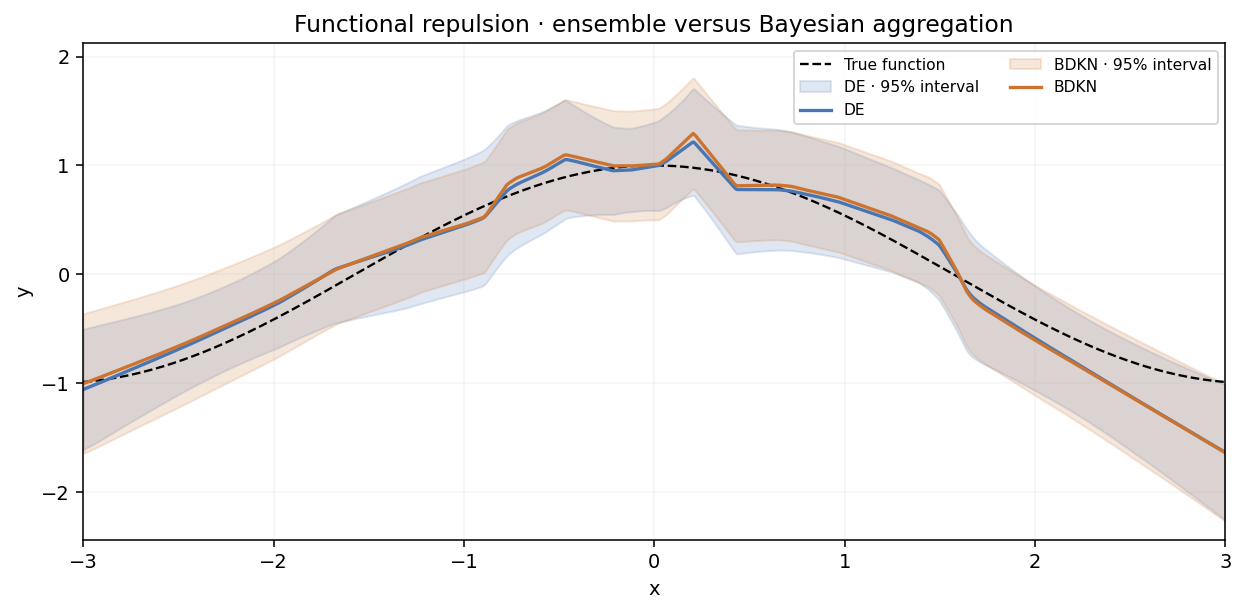 Functional repulsion · ensemble versus Bayesian aggregation
True function
DE · 95% interval
DE
BDKN · 95% interval
BDKN
y
2
1
0
−1
−2
−3
−2
−1
0
1
2
3
x